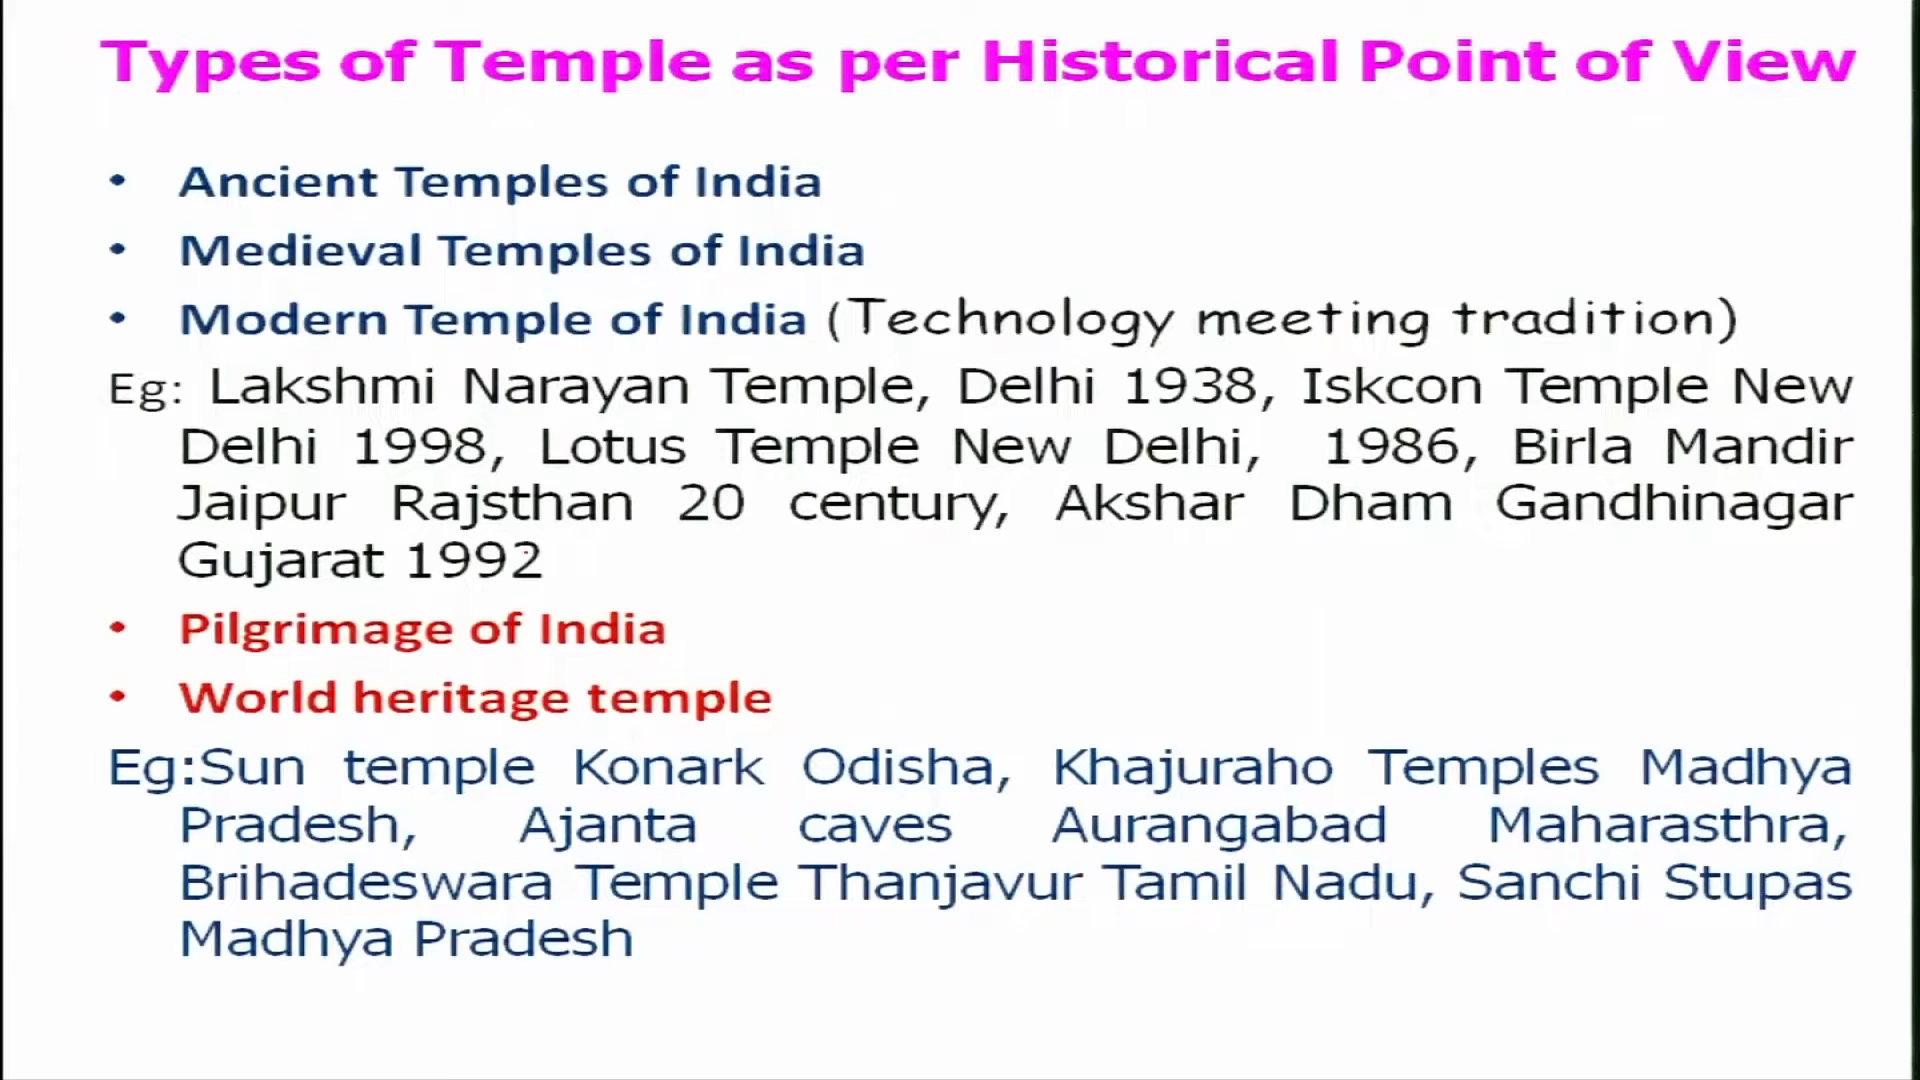 Types of Temple as per Historical Point of View
• Ancient Temples of India
• Medieval Temples of India
• Modern Temple of India (Technology meeting tradition)
Eg: Lakshmi Narayan Temple, Delhi 1938, Iskcon Temple New
Delhi 1998, Lotus Temple New Delhi, 1986, Birla Mandir
Jaipur Rajsthan 20 century, Akshar Dham Gandhinagar
Gujarat 1992
• Pilgrimage of India
• World heritage temple
Eg:Sun temple Konark Odisha, Khajuraho Temples Madhya
Pradesh, Ajanta caves Aurangabad Maharasthra,
Brihadeswara Temple Thanjavur Tamil Nadu, Sanchi Stupas
Madhya Pradesh